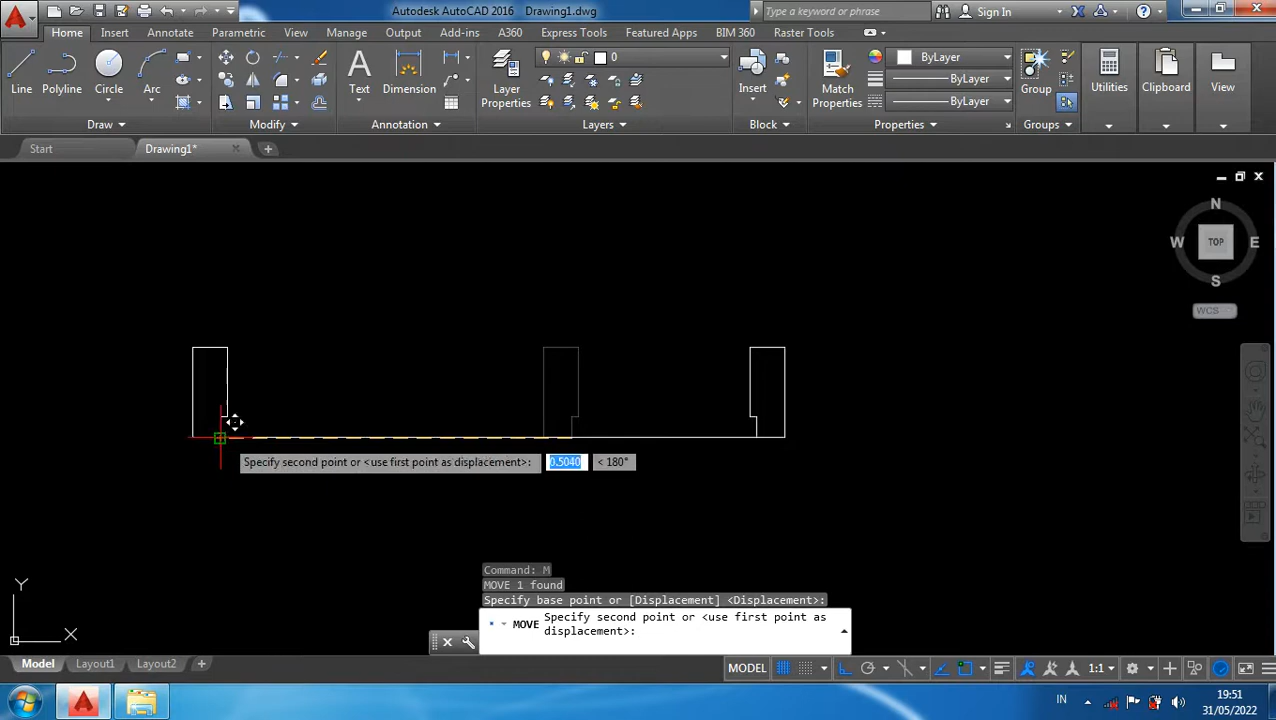 Autodesk AutoCAD 2016 Drawing1.dwg
Type a keyword or phrase
Sign In
Home Insert Annotate Parametric View Manage Output Add-ins A360 Express Tools Featured Apps BIM 360 Raster Tools
0
ByLayer
ByLayer
ByLayer
Line Polyline Circle Arc Text Dimension Layer Properties Insert Match Properties Group Utilities Clipboard View
Draw Modify Annotation Layers Block Properties Groups
Start Drawing1*
N
W TOP E
S
WCS
Specify second point or <use first point as displacement>: 0.5040 < 180°
Command: M
MOVE 1 found
Specify base point or [Displacement] <Displacement>:
MOVE Specify second point or <use first point as
displacement>:
Y
X
Model Layout1 Layout2 MODEL 1:1
IN 19:51
31/05/2022